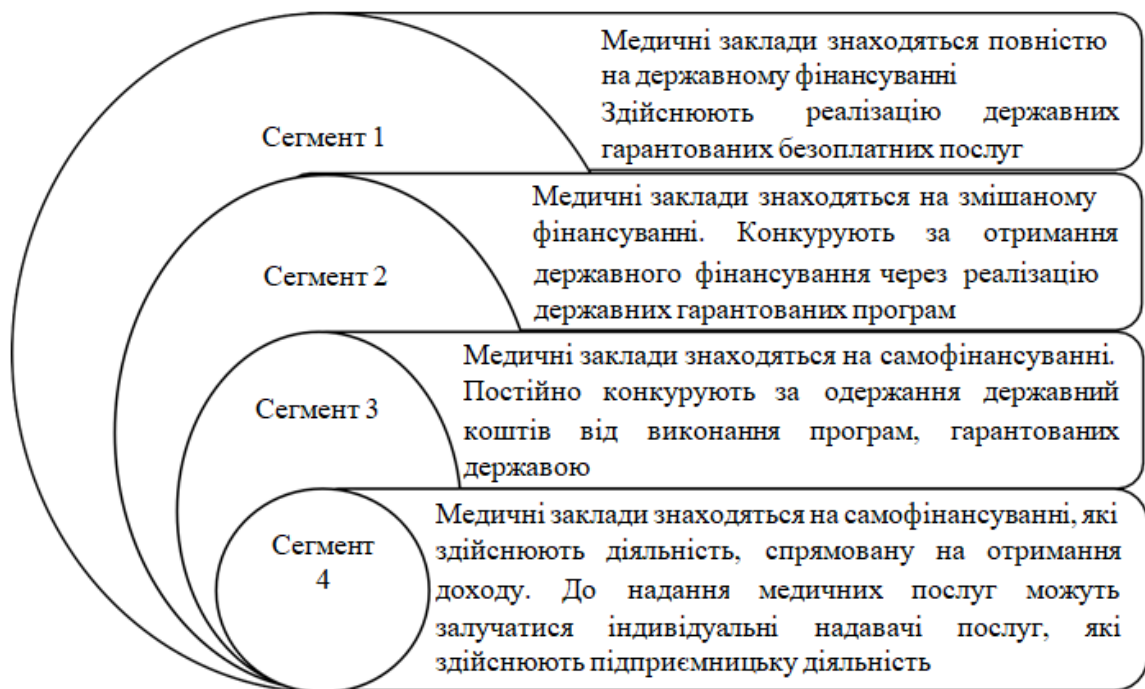 Сегмент 1
Медичні заклади знаходяться повністю
на державному фінансуванні
Здійснюють реалізацію державних
гарантованих безоплатних послуг
Сегмент 2
Медичні заклади знаходяться на змішаному
фінансуванні. Конкурують за отримання
державного фінансування через реалізацію
державних гарантованих програм
Сегмент 3
Медичні заклади знаходяться на самофінансуванні.
Постійно конкурують за одержання державний
коштів від виконання програм, гарантованих
державою
Сегмент
4
Медичні заклади знаходяться на самофінансуванні, які
здійснюють діяльність, спрямовану на отримання
доходу. До надання медичних послуг можуть
залучатися індивідуальні надавачі послуг, які
здійснюють підприємницьку діяльність